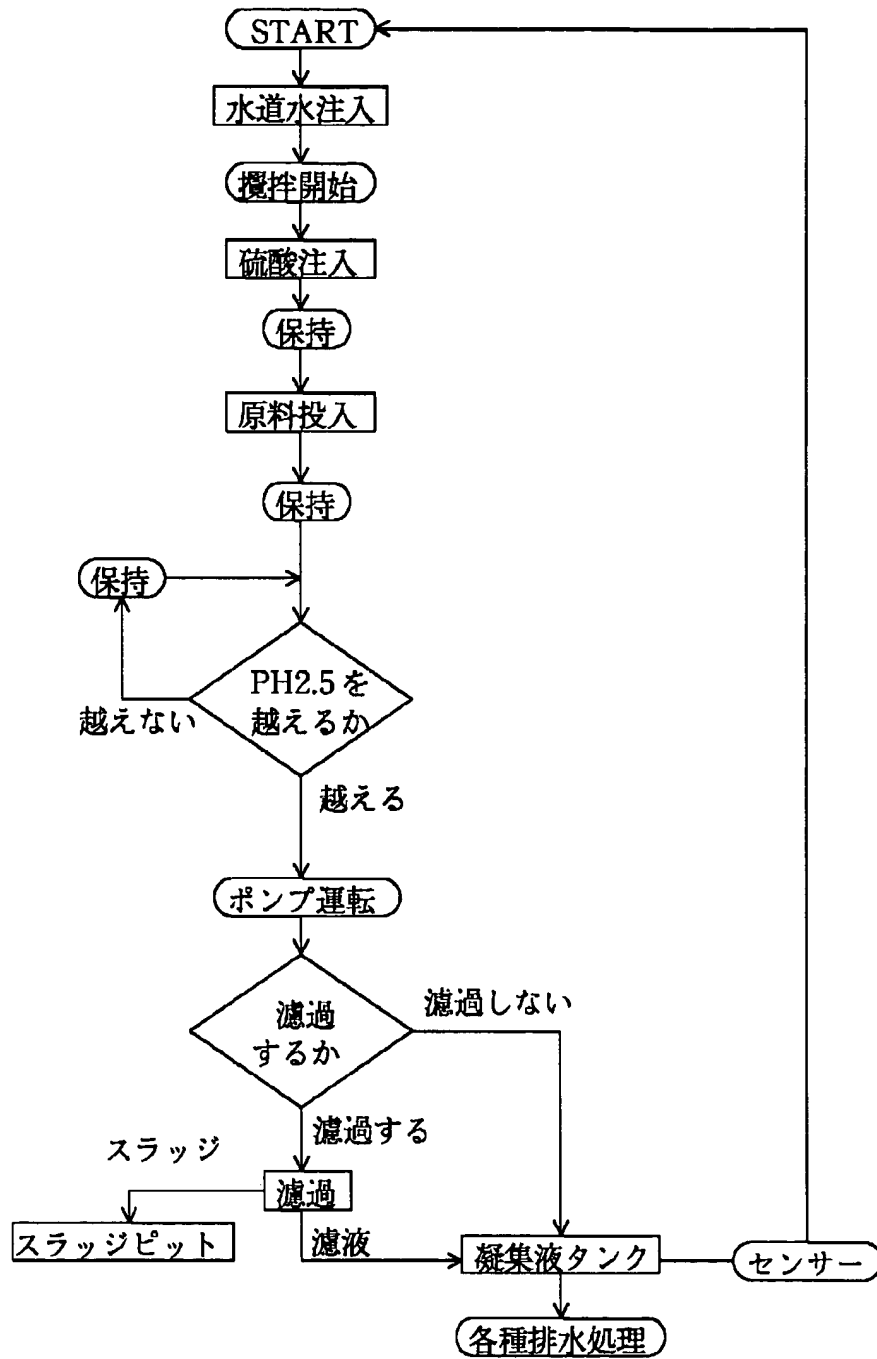 START
水道水注入
攪拌開始
硫酸注入
保持
原料投入
保持
保持
PH2.5を
越えるか
越えない
越える
ポンプ運転
濾過
するか
濾過しない
濾過する
スラッジ
濾過
スラッジピット
濾液
凝集液タンク
センサー
各種排水処理